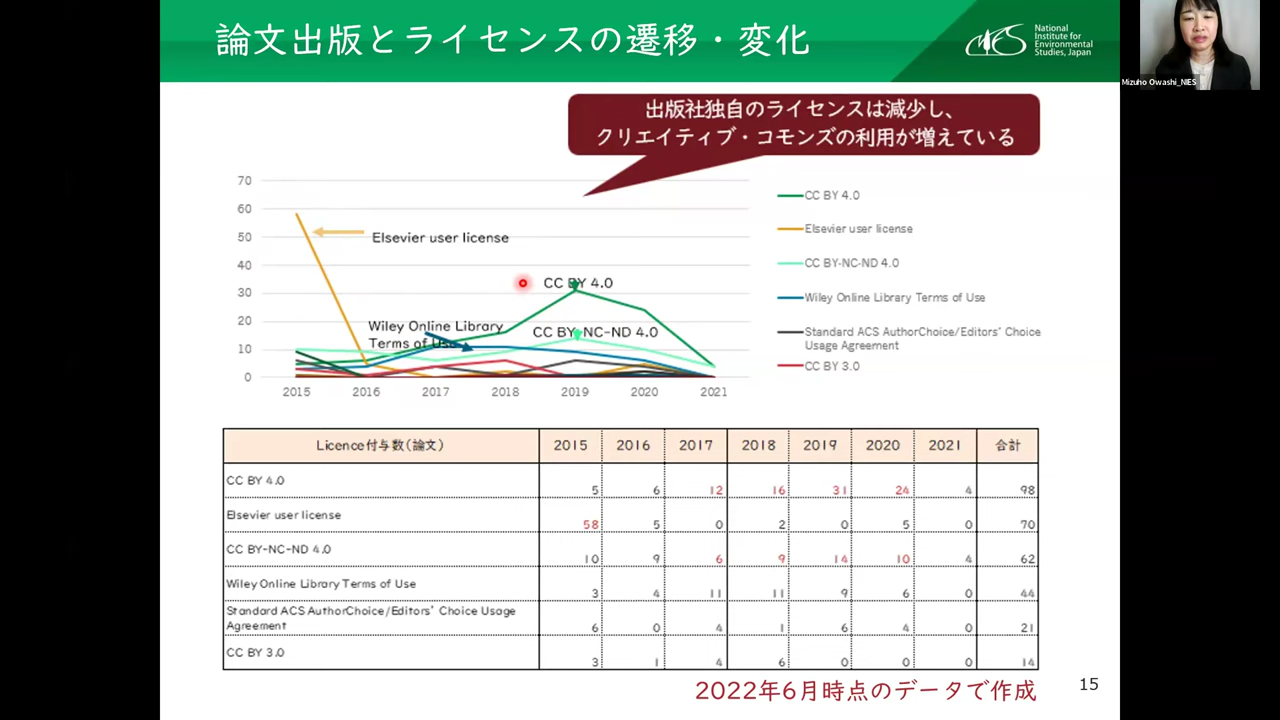 論文出版とライセンスの遷移・変化
National
Institute for
Environmental
Studies, Japan
NIES
Mizuho Owashi_NIES
出版社独自のライセンスは減少し、
クリエイティブ・コモンズの利用が増えている
70
60
50
40
30
20
10
0
Elsevier user license
CC BY 4.0
Wiley Online Library
Terms of Use
CC BY-NC-ND 4.0
2015 2016 2017 2018 2019 2020 2021
CC BY 4.0
Elsevier user license
CC BY-NC-ND 4.0
Wiley Online Library Terms of Use
Standard ACS AuthorChoice/Editors' Choice
Usage Agreement
CC BY 3.0
Licence付与数(論文) 2015 2016 2017 2018 2019 2020 2021 合計
CC BY 4.0 5 6 12 16 31 24 4 98
Elsevier user license 58 5 0 2 0 5 0 70
CC BY-NC-ND 4.0 10 9 6 9 14 10 4 62
Wiley Online Library Terms of Use 3 4 11 11 9 6 0 44
Standard ACS AuthorChoice/Editors' Choice Usage
Agreement 6 0 4 1 6 4 0 21
CC BY 3.0 3 1 4 6 0 0 0 14
2022年6月時点のデータで作成
15